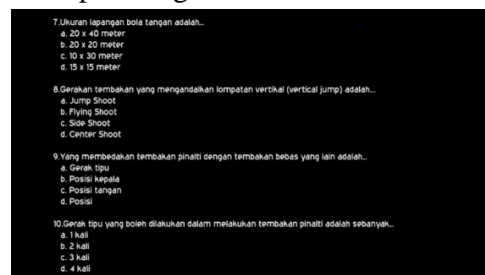 7.Ukuran lapangan bola tangan adalah...
a. 20 x 40 meter
b. 20 x 20 meter
c. 10 x 30 meter
d. 15 x 15 meter
8.Gerakan tembakan yang mengandalkan lompatan vertikal (vertical jump) adalah...
a. Jump Shoot
b. Flying Shoot
c. Side Shoot
d. Center Shoot
9.Yang membedakan tembakan pinalti dengan tembakan bebas yang lain adalah...
a. Gerak tipu
b. Posisi kepala
c. Posisi tangan
d. Posisi
10.Gerak tipu yang boleh dilakukan dalam melakukan tembakan pinalti adalah sebanyak...
a. 1 kali
b. 2 kali
c. 3 kali
d. 4 kali